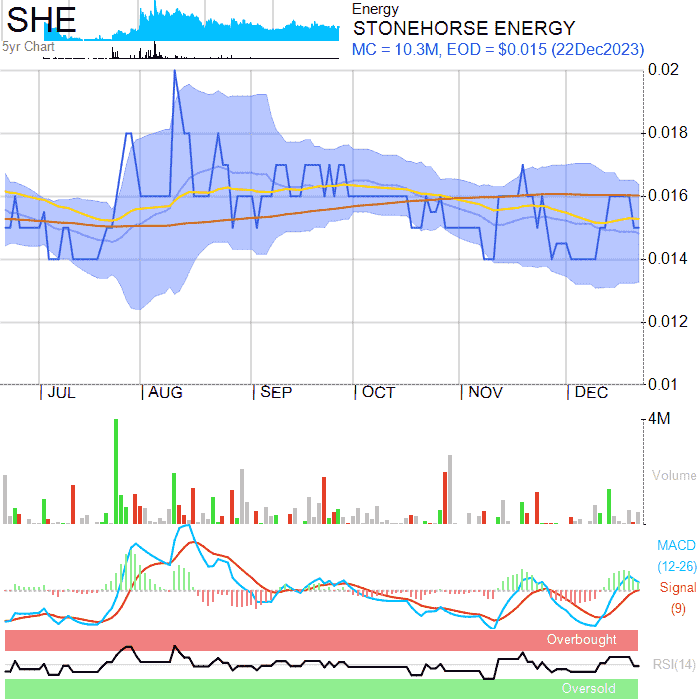 SHE
5yr Chart
Energy
STONEHORSE ENERGY
MC = 10.3M, EOD = $0.015 (22Dec2023)
0.02
0.018
0.016
0.014
0.012
0.01
JUL AUG SEP OCT NOV DEC
4M
Volume
MACD
(12-26)
Signal
(9)
Overbought
RSI(14)
Oversold